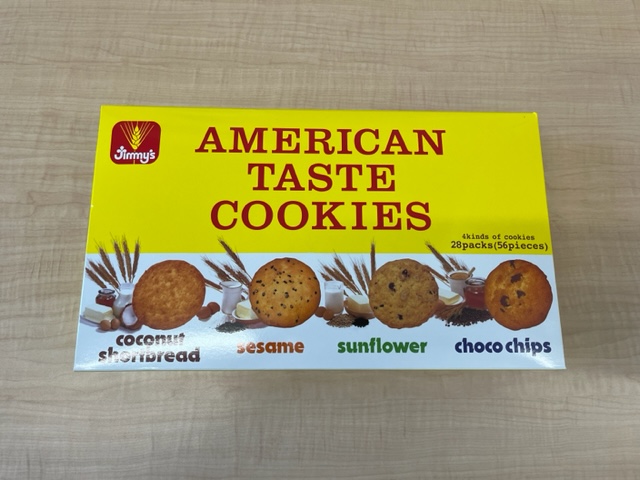 Jimmy's
AMERICAN
TASTE
COOKIES
4kinds of cookies
28packs(56pieces)
coconut
shortbread
sesame
sunflower
choco chips